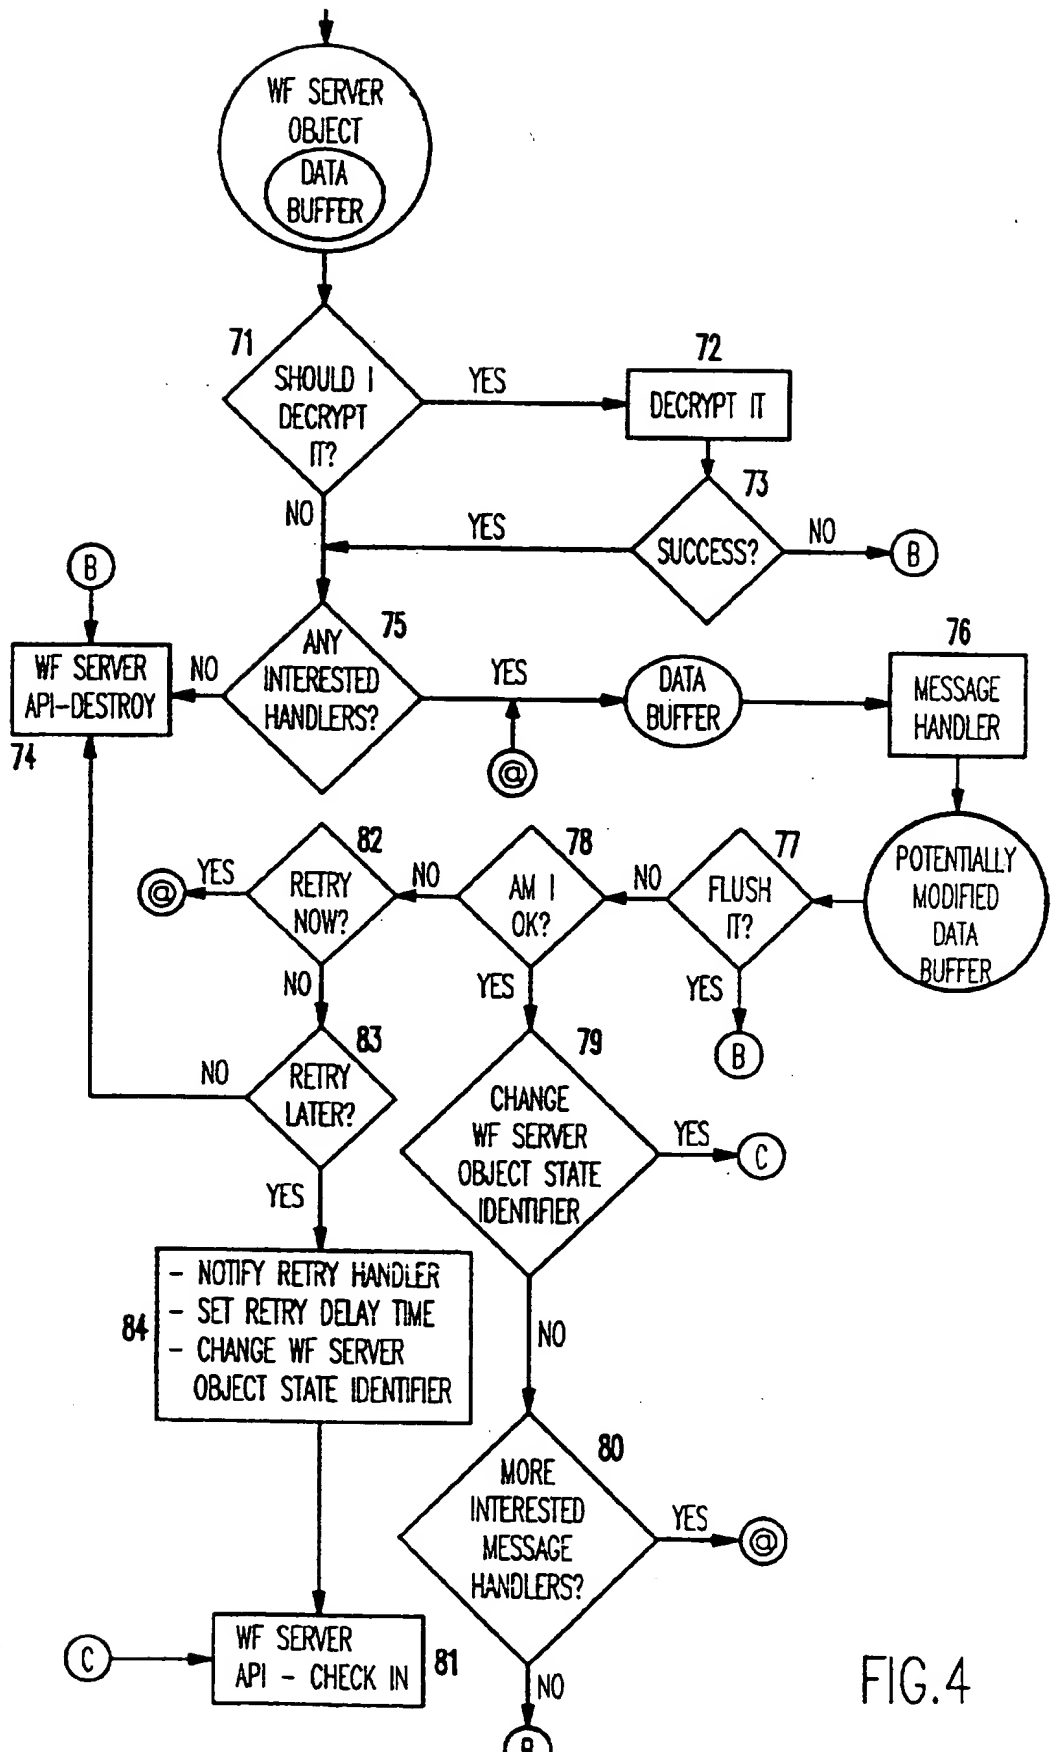 WF SERVER
OBJECT
DATA
BUFFER
71
SHOULD I
DECRYPT
IT?
YES
72
DECRYPT IT
NO
73
SUCCESS?
YES
NO
B
B
75
ANY
INTERESTED
HANDLERS?
NO
WF SERVER
API-DESTROY
74
YES
@
DATA
BUFFER
76
MESSAGE
HANDLER
POTENTIALLY
MODIFIED
DATA
BUFFER
77
FLUSH
IT?
NO
YES
B
78
AM I
OK?
NO
YES
82
RETRY
NOW?
YES
@
NO
83
RETRY
LATER?
NO
YES
79
CHANGE
WF SERVER
OBJECT STATE
IDENTIFIER
YES
C
NO
84
- NOTIFY RETRY HANDLER
- SET RETRY DELAY TIME
- CHANGE WF SERVER
OBJECT STATE IDENTIFIER
80
MORE
INTERESTED
MESSAGE
HANDLERS?
YES
@
NO
C
WF SERVER
API - CHECK IN
81
FIG.4